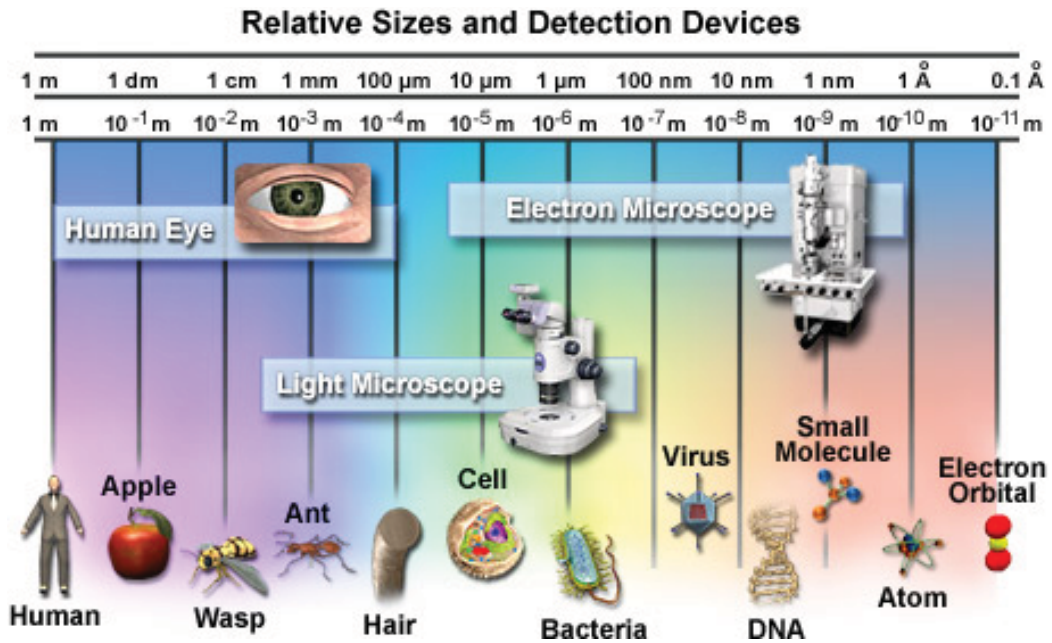 Relative Sizes and Detection Devices
1 m 1 dm 1 cm 1 mm 100 µm 10 µm 1 µm 100 nm 10 nm 1 nm 1 Å 0.1 Å
1 m 10⁻¹ m 10⁻² m 10⁻³ m 10⁻⁴ m 10⁻⁵ m 10⁻⁶ m 10⁻⁷ m 10⁻⁸ m 10⁻⁹ m 10⁻¹⁰ m 10⁻¹¹ m
Human Eye
Electron Microscope
Light Microscope
Human
Apple
Wasp
Ant
Hair
Cell
Bacteria
Virus
DNA
Small
Molecule
Atom
Electron
Orbital